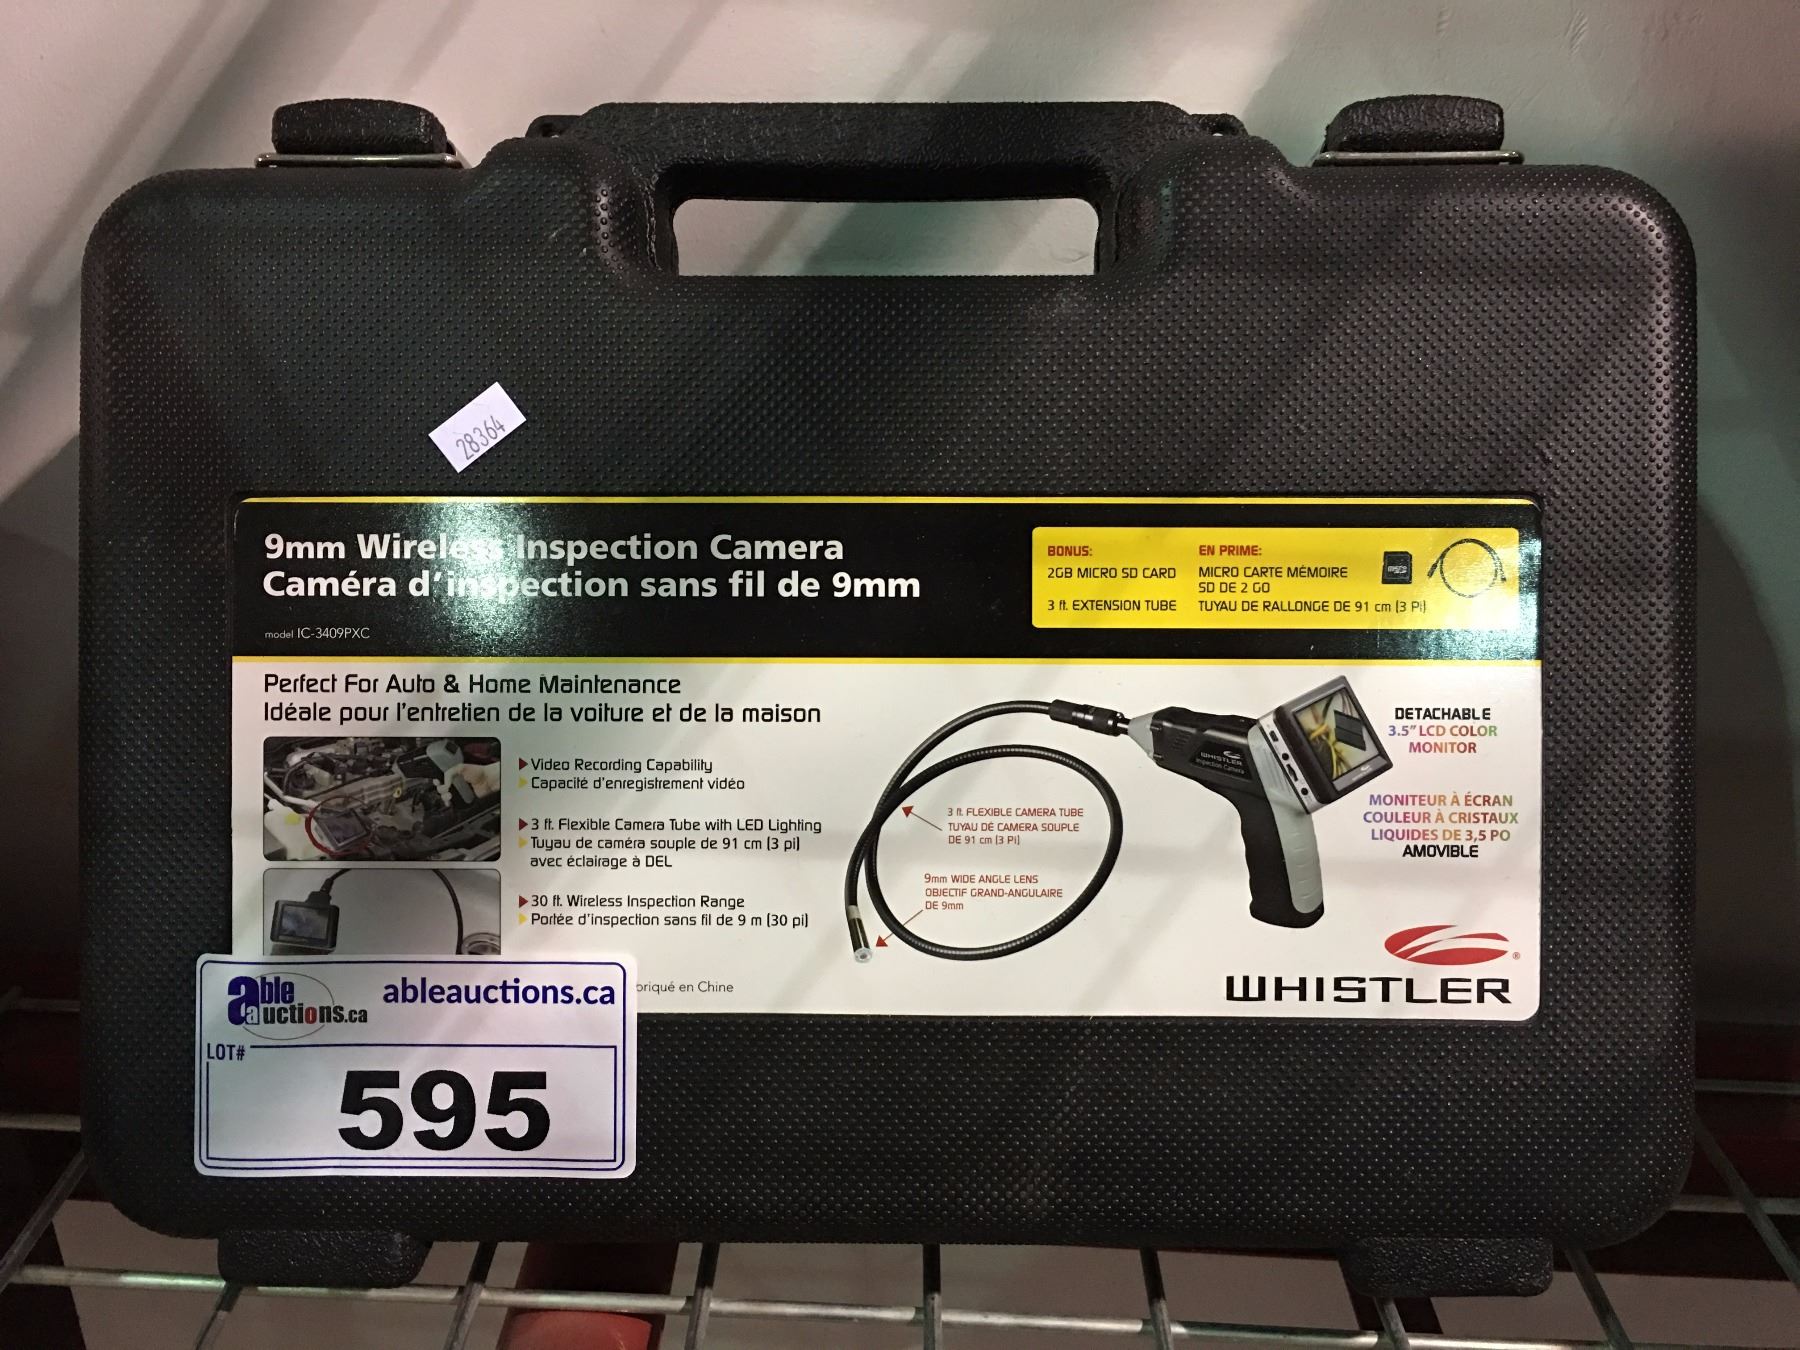 28364
9mm Wireless Inspection Camera
Caméra d'inspection sans fil de 9mm
model IC-3409PXC
BONUS:
2GB MICRO SD CARD
3 ft. EXTENSION TUBE
EN PRIME:
MICRO CARTE MÉMOIRE
SD DE 2 GO
TUYAU DE RALLONGE DE 91 cm (3 Pi)
Perfect For Auto & Home Maintenance
Idéale pour l'entretien de la voiture et de la maison
Video Recording Capability
Capacité d'enregistrement vidéo
3 ft. Flexible Camera Tube with LED Lighting
Tuyau de caméra souple de 91 cm (3 pi)
avec éclairage à DEL
30 ft. Wireless Inspection Range
Portée d'inspection sans fil de 9 m (30 pi)
3 ft. FLEXIBLE CAMERA TUBE
TUYAU DE CAMERA SOUPLE
DE 91 cm (3 Pi)
9mm WIDE ANGLE LENS
OBJECTIF GRAND-ANGULAIRE
DE 9mm
WHISTLER
Inspection Camera
DETACHABLE
3.5" LCD COLOR
MONITOR
MONITEUR À ÉCRAN
COULEUR À CRISTAUX
LIQUIDES DE 3,5 PO
AMOVIBLE
WHISTLER
briqué en Chine
able auctions.ca
ableauctions.ca
LOT#
595